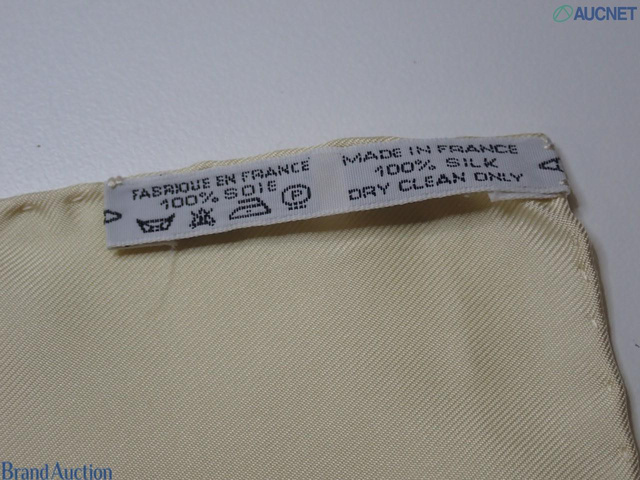 AUCNET
FABRIQUE EN FRANCE
100% SOIE
MADE IN FRANCE
100% SILK
DRY CLEAN ONLY
A
Brand Auction